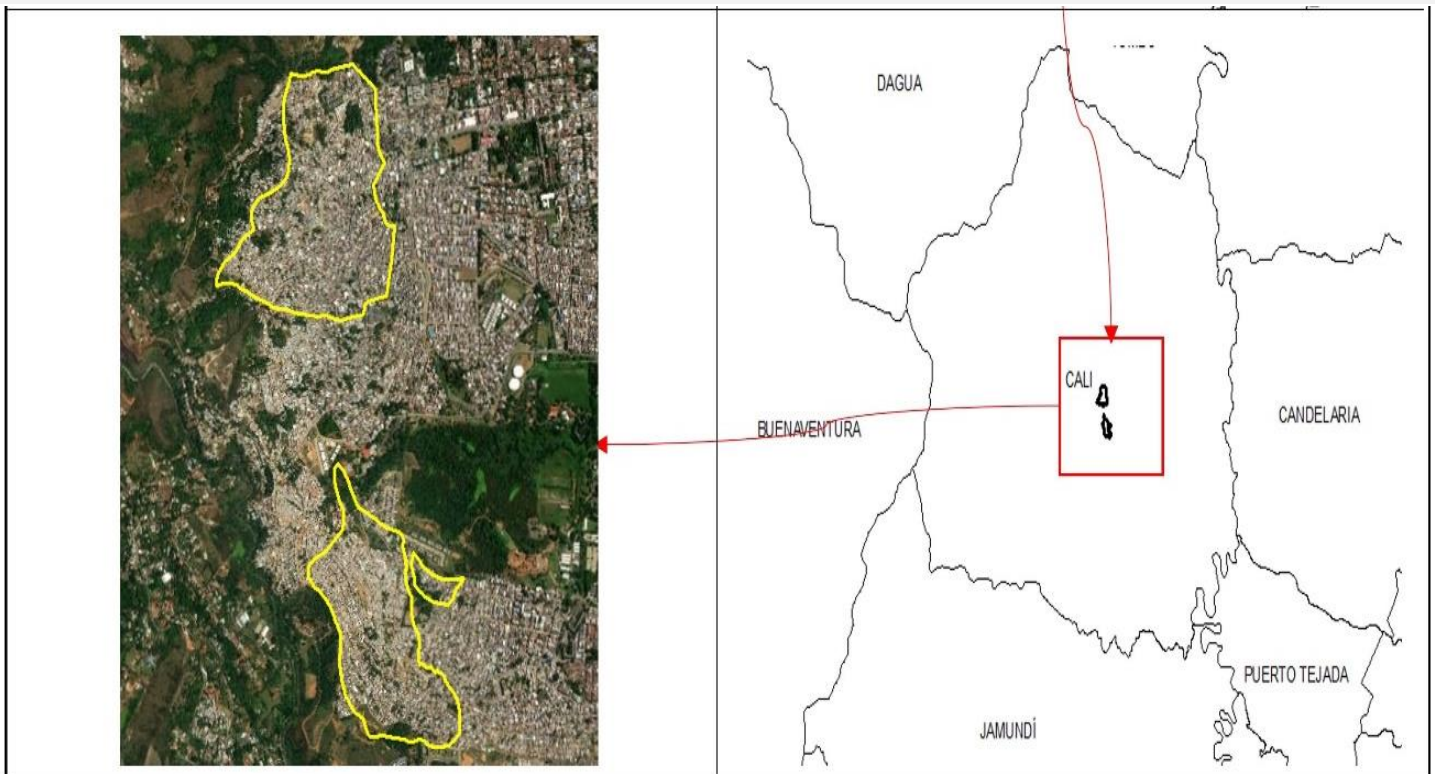 DAGUA
CALI
BUENAVENTURA
CANDELARIA
PUERTO TEJADA
JAMUNDÍ